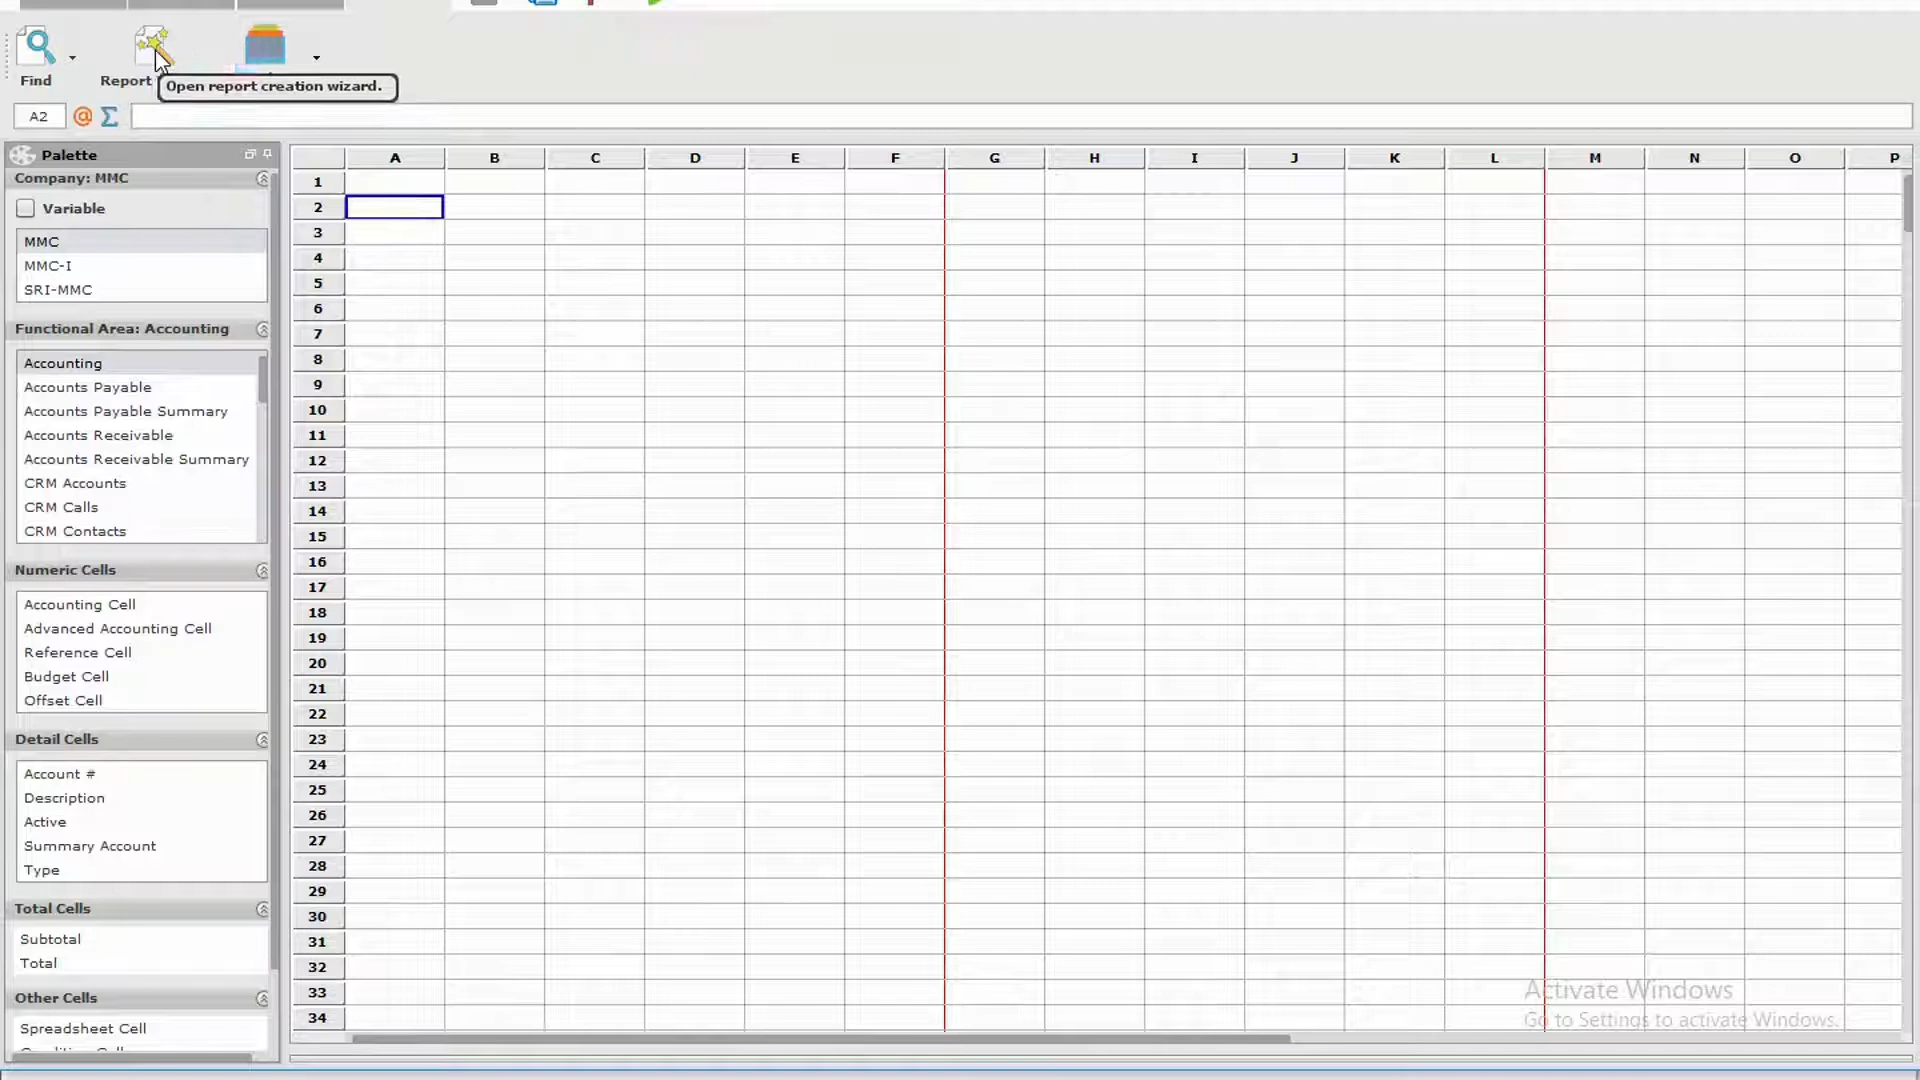 Find
Report
Open report creation wizard.
A2
@ Σ
Palette
Company: MMC
Variable
MMC
MMC-I
SRI-MMC
Functional Area: Accounting
Accounting
Accounts Payable
Accounts Payable Summary
Accounts Receivable
Accounts Receivable Summary
CRM Accounts
CRM Calls
CRM Contacts
Numeric Cells
Accounting Cell
Advanced Accounting Cell
Reference Cell
Budget Cell
Offset Cell
Detail Cells
Account #
Description
Active
Summary Account
Type
Total Cells
Subtotal
Total
Other Cells
Spreadsheet Cell
A B C D E F G H I J K L M N O P
1
2
3
4
5
6
7
8
9
10
11
12
13
14
15
16
17
18
19
20
21
22
23
24
25
26
27
28
29
30
31
32
33
34
Activate Windows
Go to Settings to activate Windows.